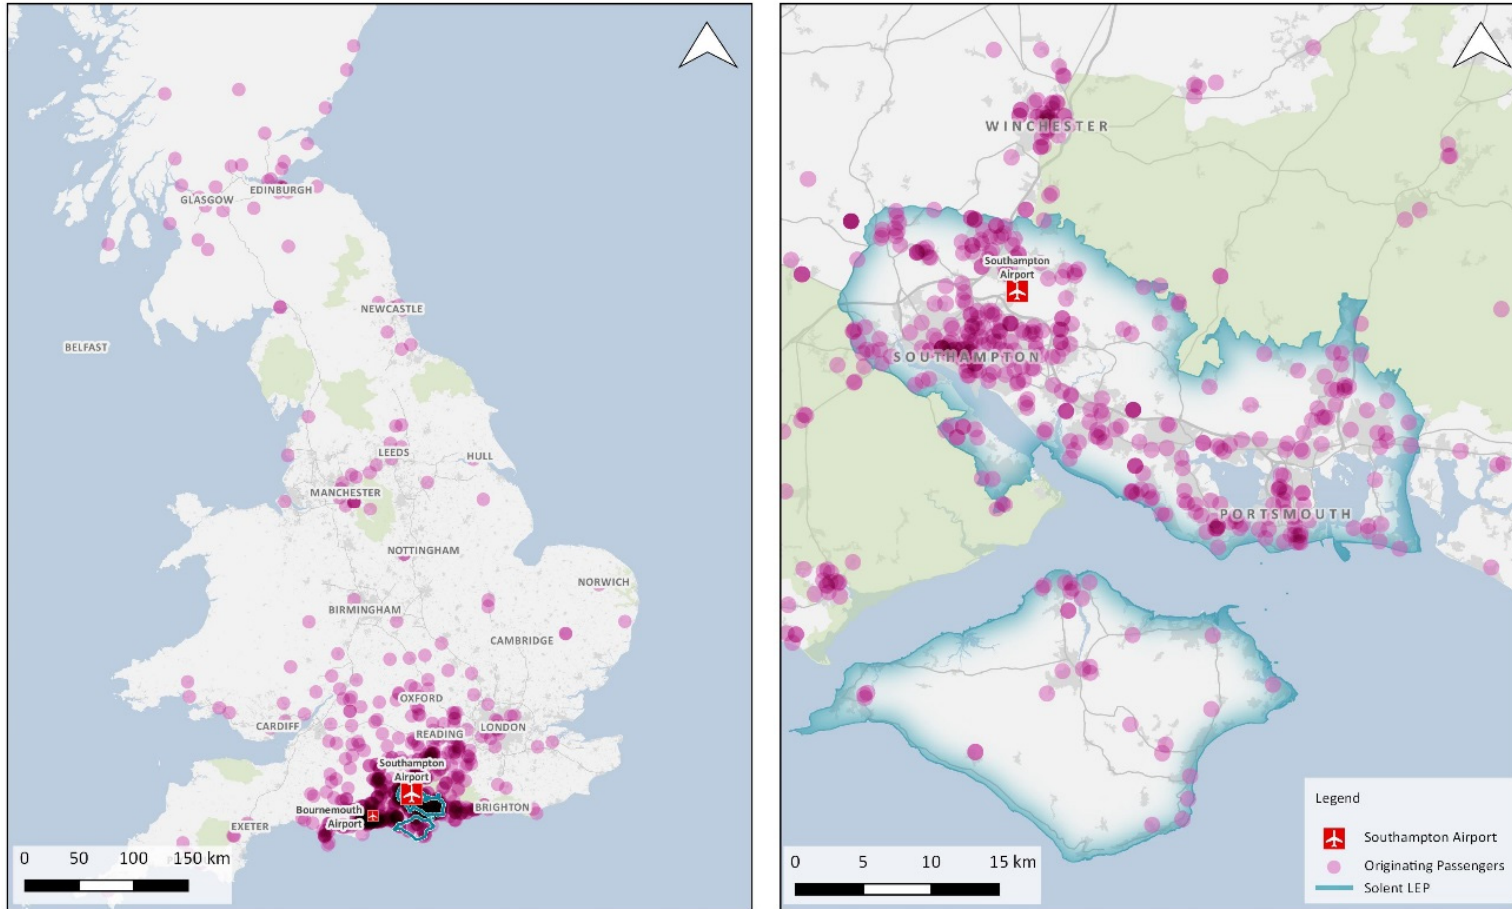 GLASGOW
EDINBURGH
NEWCASTLE
BELFAST
LEEDS
HULL
MANCHESTER
NOTTINGHAM
NORWICH
BIRMINGHAM
CAMBRIDGE
OXFORD
CARDIFF
LONDON
READING
Southampton
Airport
Bournemouth
Airport
BRIGHTON
EXETER
0 50 100 150 km
WINCHESTER
Southampton
Airport
SOUTHAMPTON
PORTSMOUTH
0 5 10 15 km
Legend
Southampton Airport
Originating Passengers
Solent LEP